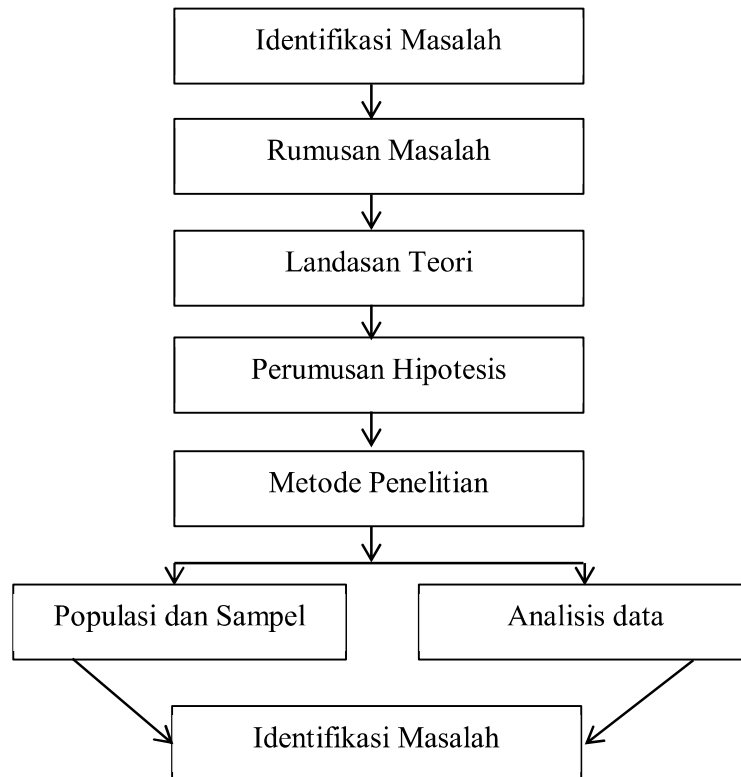 Identifikasi Masalah
Rumusan Masalah
Landasan Teori
Perumusan Hipotesis
Metode Penelitian
Populasi dan Sampel
Analisis data
Identifikasi Masalah